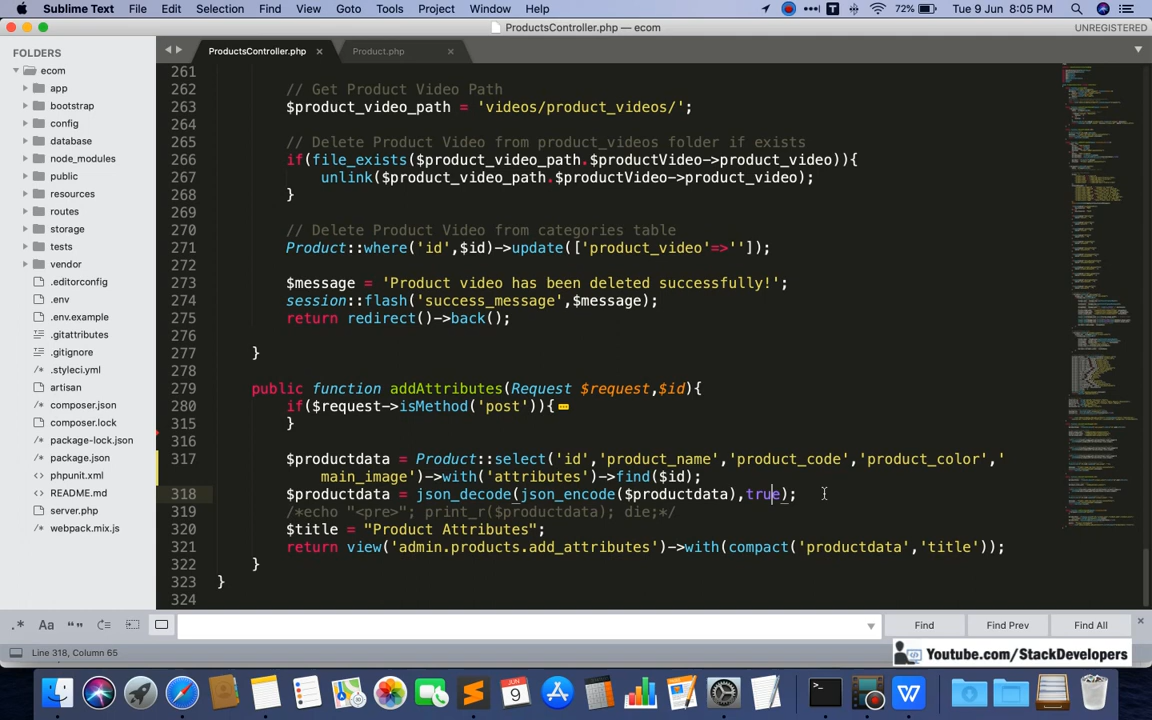 Sublime Text File Edit Selection Find View Goto Tools Project Window Help 72% Tue 9 Jun 8:05 PM
ProductsController.php — ecom UNREGISTERED
FOLDERS
ecom
app
bootstrap
config
database
node_modules
public
resources
routes
storage
tests
vendor
.editorconfig
.env
.env.example
.gitattributes
.gitignore
.styleci.yml
artisan
composer.json
composer.lock
package-lock.json
package.json
phpunit.xml
README.md
server.php
webpack.mix.js
ProductsController.php × Product.php ×
261
262 // Get Product Video Path
263 $product_video_path = 'videos/product_videos/';
264
265 // Delete Product Video from product_videos folder if exists
266 if(file_exists($product_video_path.$productVideo->product_video)){
267 unlink($product_video_path.$productVideo->product_video);
268 }
269
270 // Delete Product Video from categories table
271 Product::where('id',$id)->update(['product_video'=>'']);
272
273 $message = 'Product video has been deleted successfully!';
274 session::flash('success_message',$message);
275 return redirect()->back();
276
277 }
278
279 public function addAttributes(Request $request,$id){
280 if($request->isMethod('post')){
315 }
316
317 $productdata = Product::select('id','product_name','product_code','product_color','
main_image')->with('attributes')->find($id);
318 $productdata = json_decode(json_encode($productdata),true);
319 /*echo "<pre>"; print_r($productdata); die;*/
320 $title = "Product Attributes";
321 return view('admin.products.add_attributes')->with(compact('productdata','title'));
322 }
323 }
324
.* Aa “” Find Find Prev Find All
Line 318, Column 65
Youtube.com/StackDevelopers